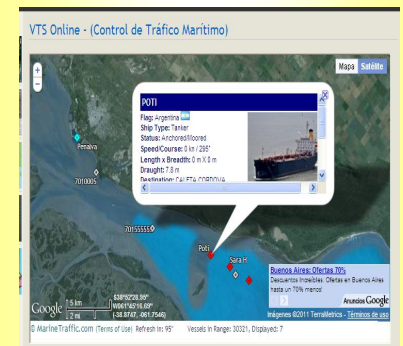 VTS Online - (Control de Tráfico Marítimo)
Mapa Satélite
POTI
Flag: Argentina
Ship Type: Tanker
Status: Anchored/Moored
Speed/Course: 0 kn / 295°
Length x Breadth: 0 m X 0 m
Draught: 7,8 m
Destination: CALETA CORDOVA
Penalva
7010005
70155555
Poti
Sara H
Buenos Aires: Ofertas 70%
Descuentos Increíbles. Ofertas en Buenos Aires
hasta un 70% menos!
Anuncios Google
Google
5 km
2 mi
S38°52'28.95"
W061°45'16.69"
(-38.8747, -061.7546)
Imágenes ©2011 TerraMetrics - Términos de uso
© MarineTraffic.com (Terms of Use) Refresh in: 95" Vessels in Range: 30321, Displayed: 7